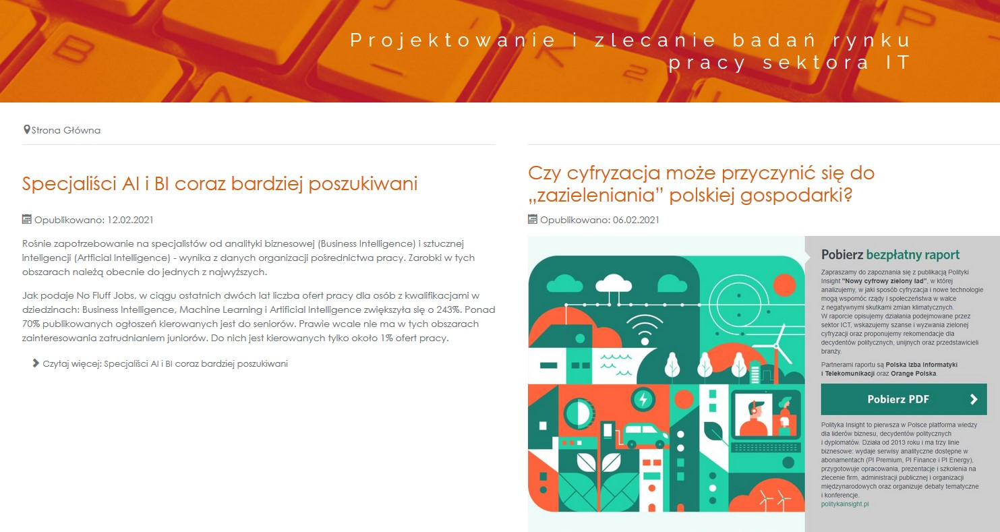 Projektowanie i zlecanie badań rynku
pracy sektora IT
Strona Główna
Specjaliści AI i BI coraz bardziej poszukiwani
Opublikowano: 12.02.2021
Rośnie zapotrzebowanie na specjalistów od analityki biznesowej (Business Intelligence) i sztucznej
inteligencji (Artficial Intelligence) - wynika z danych organizacji pośrednictwa pracy. Zarobki w tych
obszarach należą obecnie do jednych z najwyższych.
Jak podaje No Fluff Jobs, w ciągu ostatnich dwóch lat liczba ofert pracy dla osób z kwalifikacjami w
dziedzinach: Business Intelligence, Machine Learning i Artificial Intelligence zwiększyła się o 243%. Ponad
70% publikowanych ogłoszeń kierowanych jest do seniorów. Prawie wcale nie ma w tych obszarach
zainteresowania zatrudnianiem juniorów. Do nich jest kierowanych tylko około 1% ofert pracy.
Czytaj więcej: Specjaliści AI i BI coraz bardziej poszukiwani
Czy cyfryzacja może przyczynić się do
„zazieleniania” polskiej gospodarki?
Opublikowano: 06.02.2021
Pobierz bezpłatny raport
Zapraszamy do zapoznania się z publikacją Polityki
Insight "Nowy cyfrowy zielony ład", w której
analizujemy, w jaki sposób cyfryzacja i nowe technologie
mogą wspomóc rządy i społeczeństwa w walce
z negatywnymi skutkami zmian klimatycznych.
W raporcie opisujemy działania podejmowane przez
sektor ICT, wskazujemy szanse i wyzwania zielonej
cyfryzacji oraz proponujemy rekomendacje dla
decydentów politycznych, unijnych oraz przedstawicieli
branży.
Partnerami raportu są Polska Izba Informatyki
i Telekomunikacji oraz Orange Polska.
Pobierz PDF
Polityka Insight to pierwsza w Polsce platforma wiedzy
dla liderów biznesu, decydentów politycznych
i dyplomatów. Działa od 2013 roku i ma trzy linie
biznesowe: wydaje serwisy analityczne dostępne w
abonamentach (PI Premium, PI Finance i PI Energy),
przygotowuje opracowania, prezentacje i szkolenia na
zlecenie firm, administracji publicznej i organizacji
międzynarodowych oraz organizuje debaty tematyczne
i konferencje.
politykainsight.pl